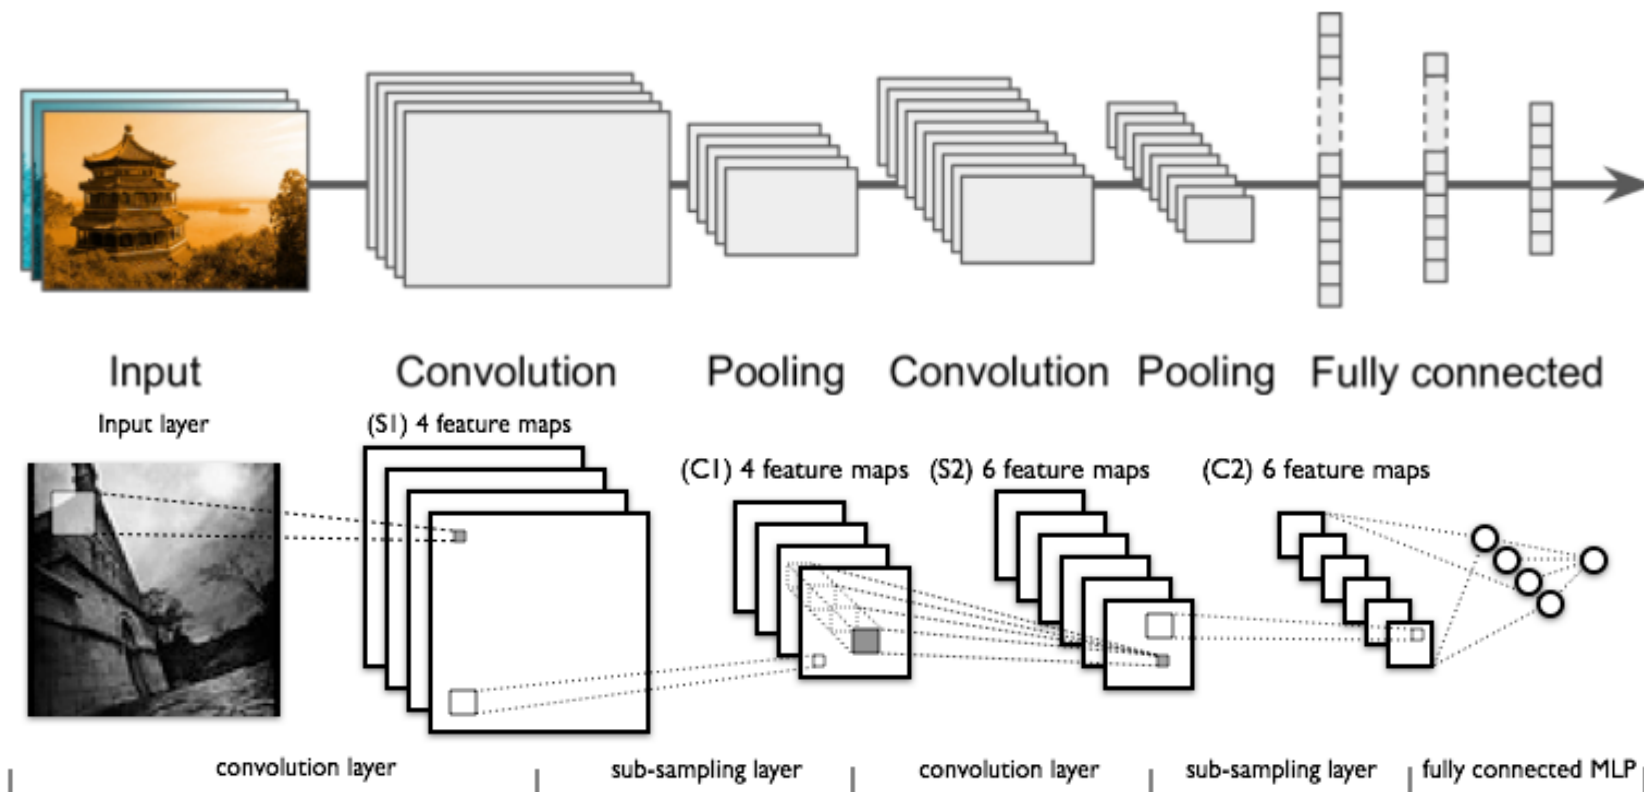 Input Convolution Pooling Convolution Pooling Fully connected
Input layer (S1) 4 feature maps
(C1) 4 feature maps (S2) 6 feature maps (C2) 6 feature maps
convolution layer sub-sampling layer convolution layer sub-sampling layer fully connected MLP